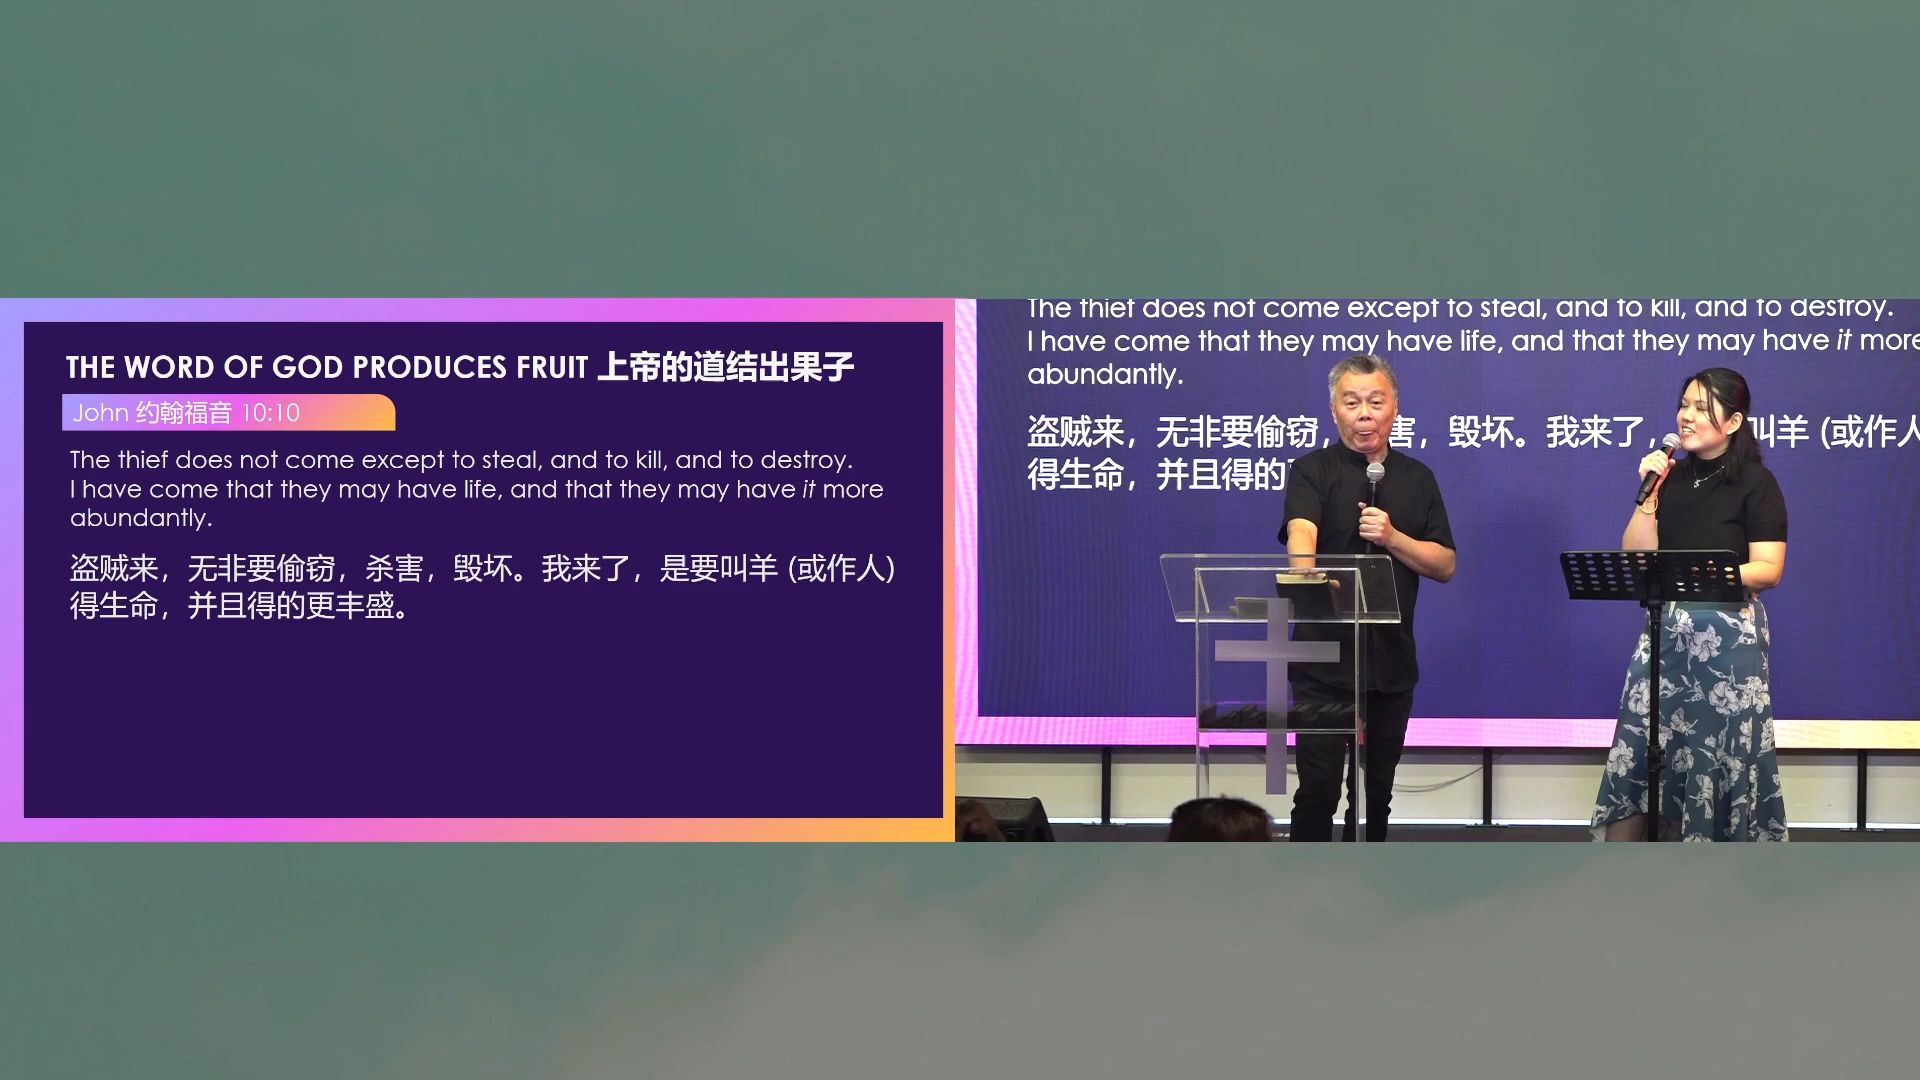 THE WORD OF GOD PRODUCES FRUIT 上帝的道结出果子
John 约翰福音 10:10
The thief does not come except to steal, and to kill, and to destroy.
I have come that they may have life, and that they may have it more
abundantly.
盗贼来，无非要偷窃，杀害，毁坏。我来了，是要叫羊 (或作人)
得生命，并且得的更丰盛。
The thief does not come except to steal, and to kill, and to destroy.
I have come that they may have life, and that they may have it more
abundantly.
盗贼来，无非要偷窃，害，毁坏。我来了，叫羊 (或作人
得生命，并且得的